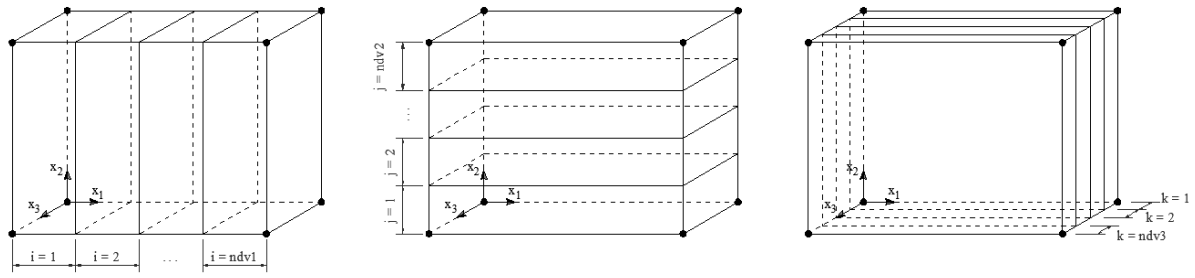 x2
x1
x3
i = 1
i = 2
. . .
i = ndv1
j = ndv2
. . .
j = 2
j = 1
x2
x1
x3
x2
x1
x3
k = 1
k = 2
k = ndv3